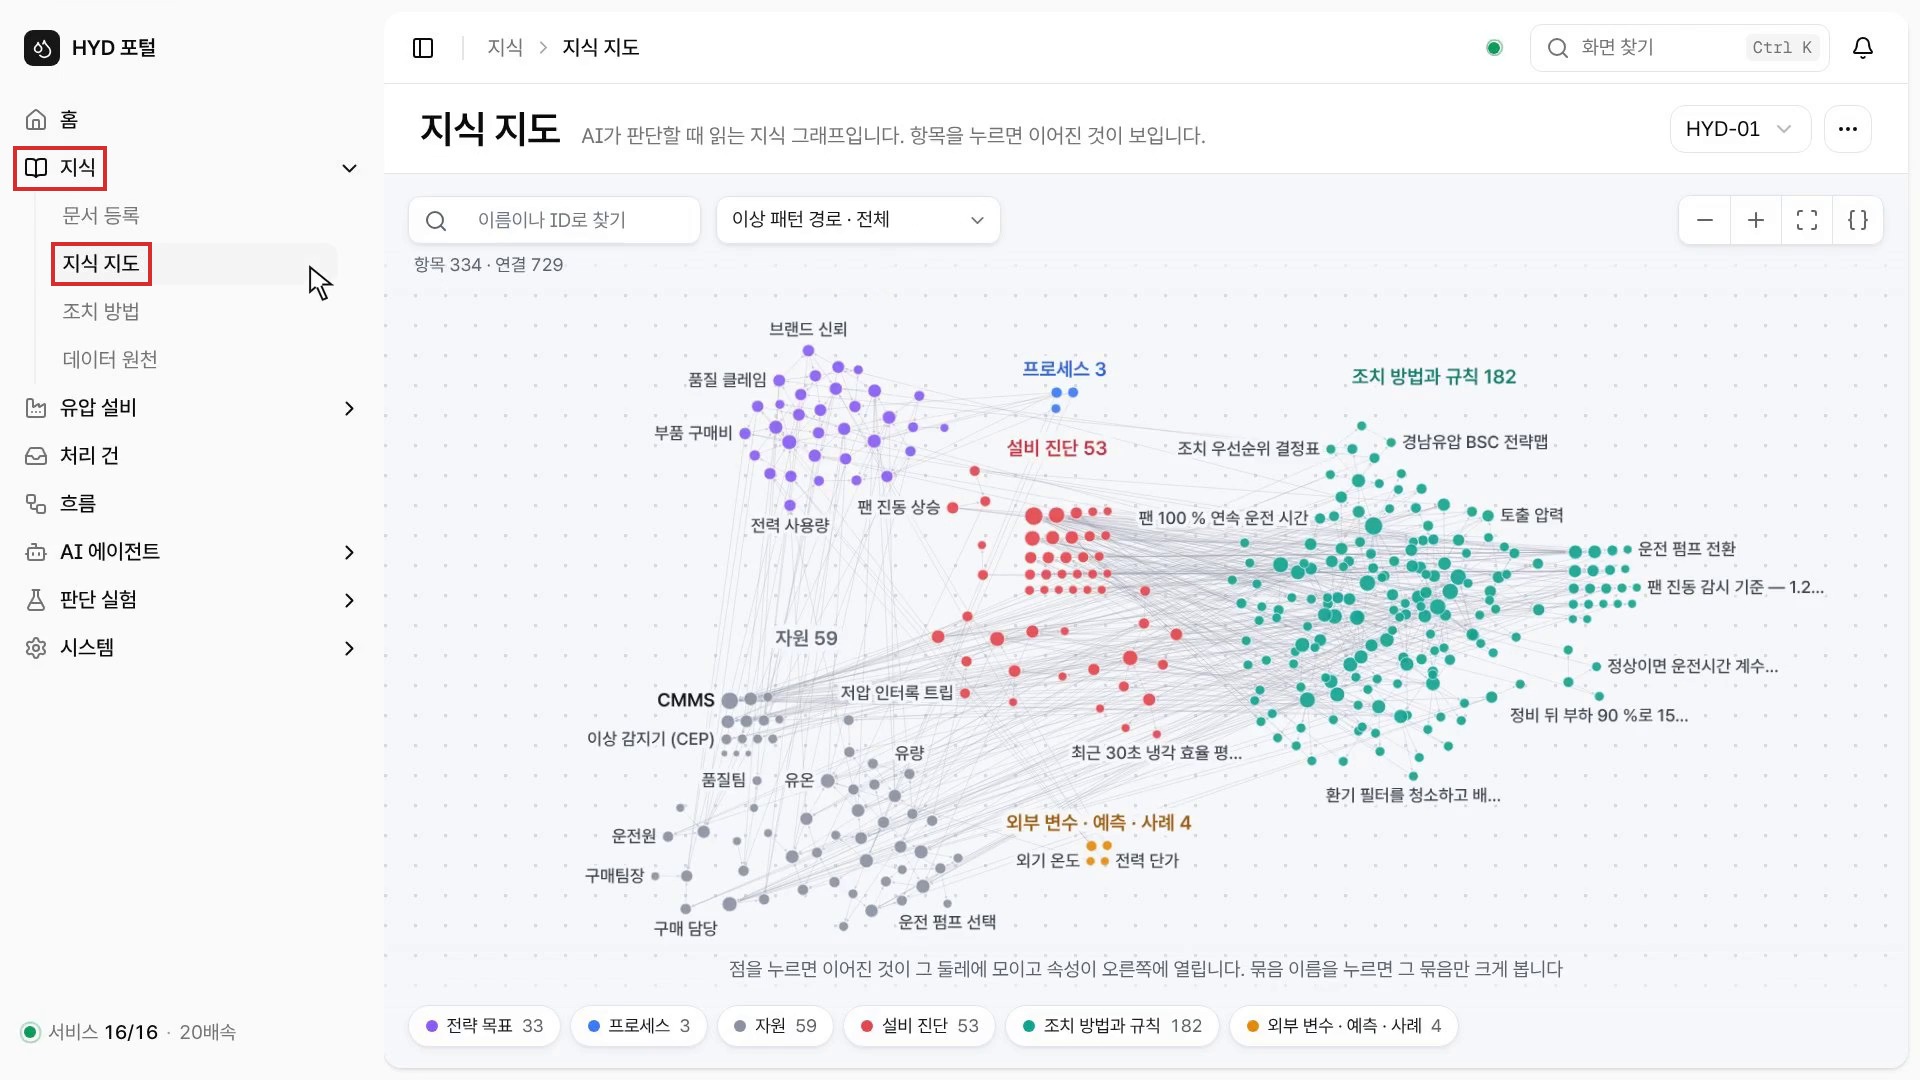 HYD 포털
홈
지식
문서 등록
지식 지도
조치 방법
데이터 원천
유압 설비
처리 건
흐름
AI 에이전트
판단 실험
시스템
서비스 16/16 · 20배속
지식 > 지식 지도
화면 찾기 Ctrl K
지식 지도 AI가 판단할 때 읽는 지식 그래프입니다. 항목을 누르면 이어진 것이 보입니다.
HYD-01
이름이나 ID로 찾기
이상 패턴 경로 · 전체
항목 334 · 연결 729
브랜드 신뢰
프로세스 3
품질 클레임
조치 방법과 규칙 182
부품 구매비
설비 진단 53
조치 우선순위 결정표
경남유압 BSC 전략맵
팬 진동 상승
전력 사용량
팬 100 % 연속 운전 시간
토출 압력
운전 펌프 전환
팬 진동 감시 기준 — 1.2...
자원 59
정상이면 운전시간 계수...
CMMS
저압 인터록 트립
정비 뒤 부하 90 %로 15...
이상 감지기 (CEP)
유량
최근 30초 냉각 효율 평...
품질팀
유온
환기 필터를 청소하고 배...
운전원
외부 변수 · 예측 · 사례 4
외기 온도
전력 단가
구매팀장
구매 담당
운전 펌프 선택
점을 누르면 이어진 것이 그 둘레에 모이고 속성이 오른쪽에 열립니다. 묶음 이름을 누르면 그 묶음만 크게 봅니다
전략 목표 33
프로세스 3
자원 59
설비 진단 53
조치 방법과 규칙 182
외부 변수 · 예측 · 사례 4